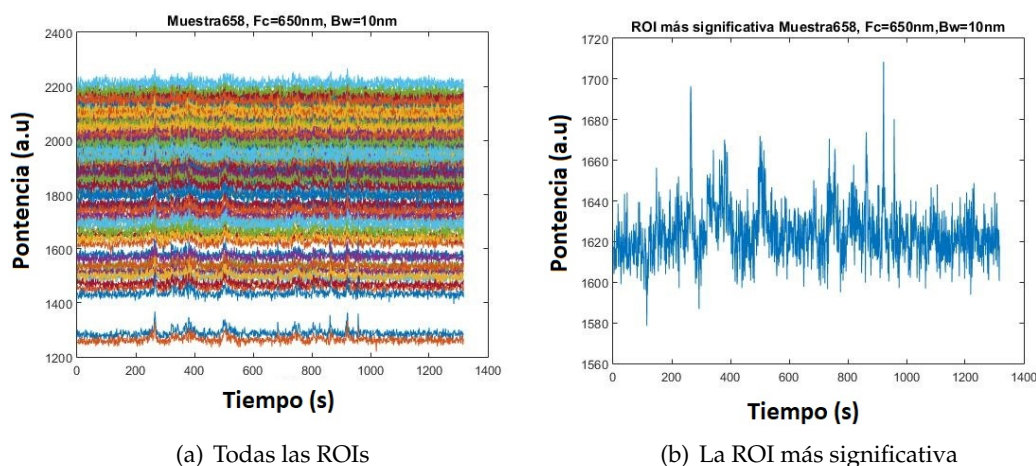 Muestra658, Fc=650nm, Bw=10nm
2400
2200
2000
1800
1600
1400
1200
Pontencia (a.u)
0 200 400 600 800 1000 1200 1400
Tiempo (s)
(a) Todas las ROIs
ROI más significativa Muestra658, Fc=650nm,Bw=10nm
1720
1700
1680
1660
1640
1620
1600
1580
1560
Pontencia (a.u)
0 200 400 600 800 1000 1200 1400
Tiempo (s)
(b) La ROI más significativa